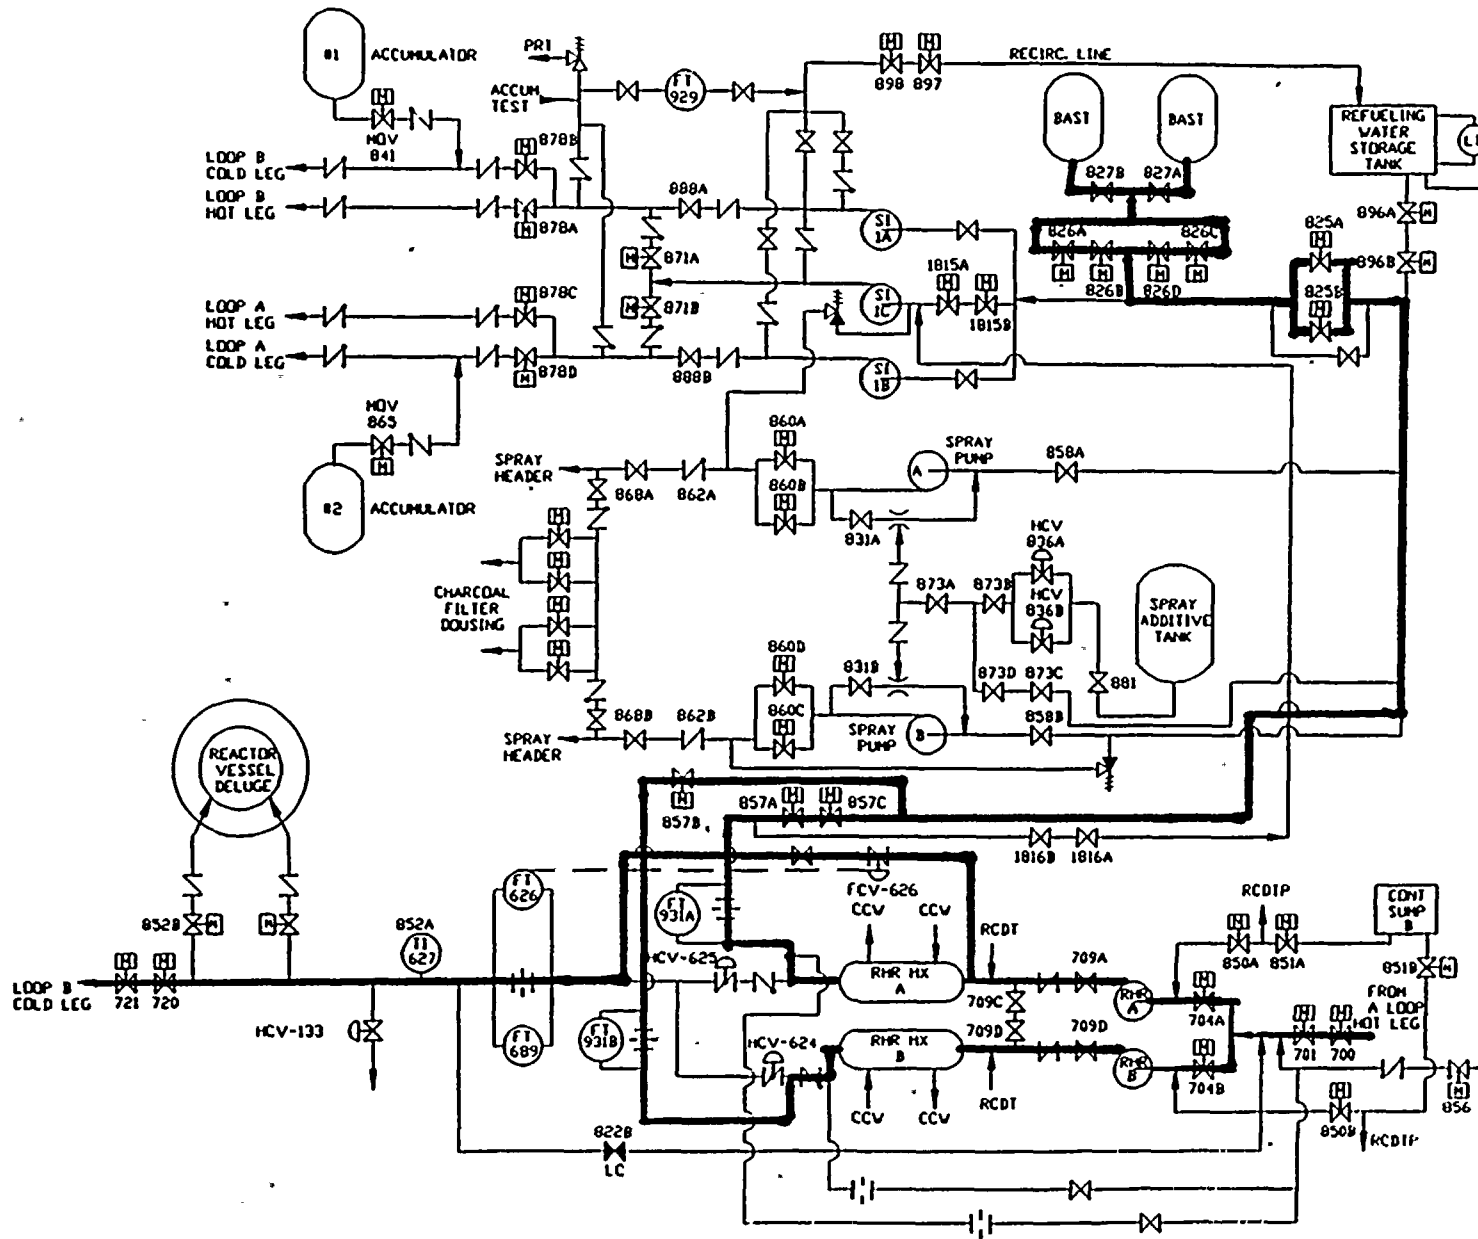 #1
ACCUMULATOR
MOV
841
PRT
ACCUM
TEST
FT
929
898
897
RECIRC. LINE
BAST
BAST
REFUELING
WATER
STORAGE
TANK
LOOP B
COLD LEG
LOOP B
HOT LEG
878B
878A
888A
871A
871B
SI
1A
827B
827A
826A
826C
826B
826D
825A
825B
896A
896B
1815A
1815B
SI
1C
LOOP A
HOT LEG
LOOP A
COLD LEG
878C
878D
888B
SI
1B
MOV
865
#2
ACCUMULATOR
SPRAY
HEADER
868A
862A
860A
860B
A
SPRAY
PUMP
858A
831A
HCV
836A
873A
873B
HCV
836B
SPRAY
ADDITIVE
TANK
CHARCOAL
FILTER
DOUSING
873D
873C
881
860D
831B
860C
858B
SPRAY
HEADER
868B
862B
SPRAY
PUMP
B
REACTOR
VESSEL
DELUGE
857B
857A
857C
1816B
1816A
FT
626
FCV-626
FT
931A
852B
852A
TI
627
HCV-625
CCW
CCW
RHR HX
A
RCDT
709A
RCDTP
CONT
SUMP
B
850A
851A
851B
LOOP B
COLD LEG
721
720
709C
RHR
A
704A
FROM
A LOOP
HOT LEG
HCV-133
FT
689
FT
931B
HCV-624
RHR HX
B
709D
709D
RHR
B
704B
701
700
CCW
CCW
RCDT
850B
RCDTP
856
822B
LC